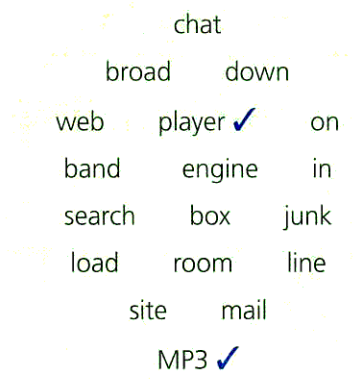 chat
broad down
web player ✓ on
band engine in
search box junk
load room line
site mail
MP3 ✓